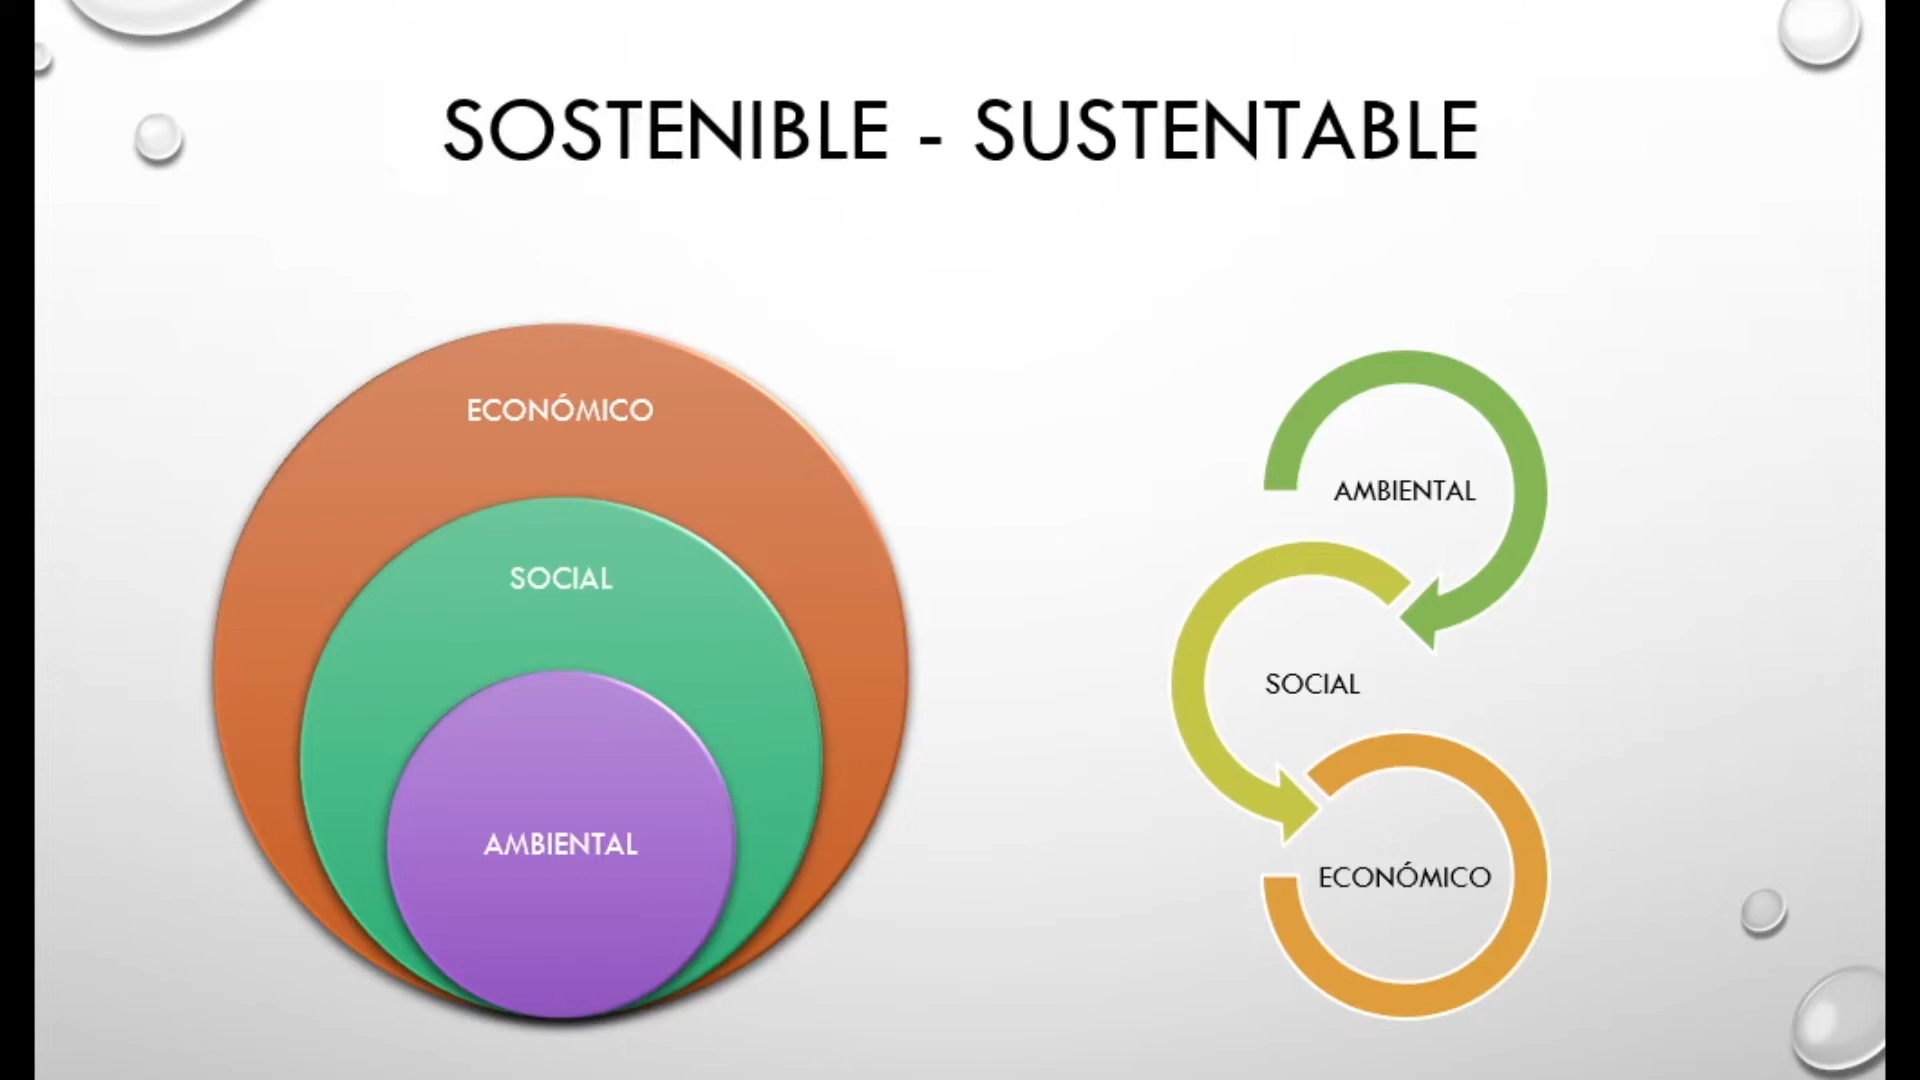 SOSTENIBLE - SUSTENTABLE
ECONÓMICO
SOCIAL
AMBIENTAL
AMBIENTAL
SOCIAL
ECONÓMICO